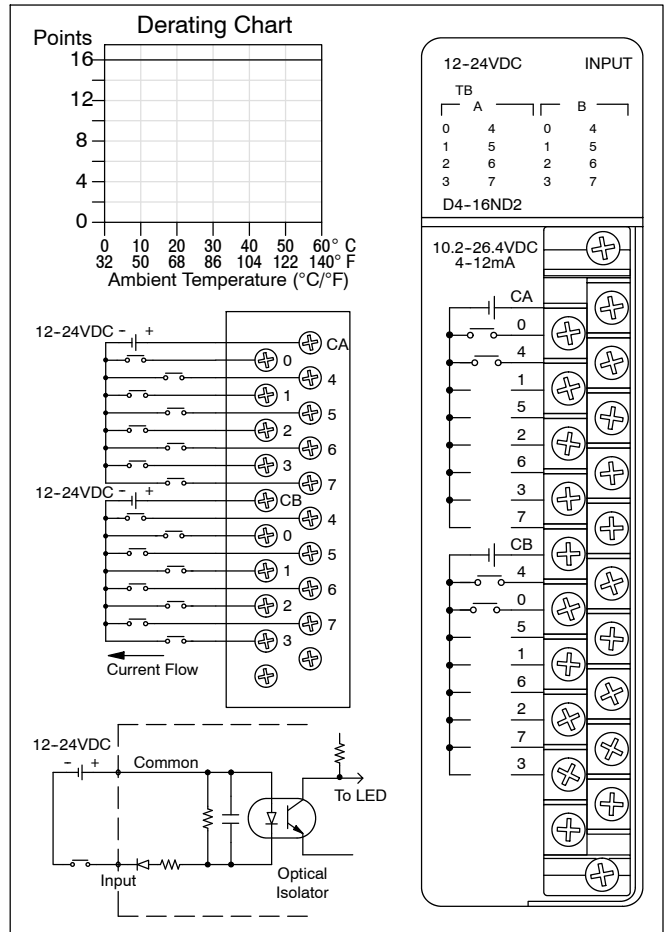 Derating Chart
Points
16
12
8
4
0
0 10 20 30 40 50 60° C
32 50 68 86 104 122 140° F
Ambient Temperature (°C/°F)
12-24VDC - +
CA
0
4
1
5
2
6
3
7
12-24VDC - +
CB
4
0
5
1
6
2
7
3
Current Flow
12-24VDC
- +
Common
To LED
Input
Optical
Isolator
12-24VDC INPUT
TB
A B
0 4 0 4
1 5 1 5
2 6 2 6
3 7 3 7
D4-16ND2
10.2-26.4VDC
4-12mA
CA
0
4
1
5
2
6
3
7
CB
4
0
5
1
6
2
7
3